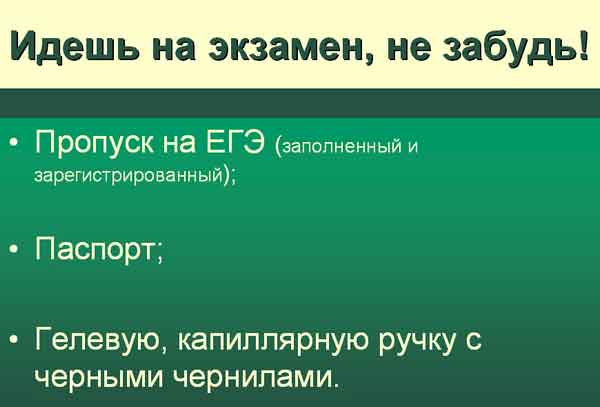 Идешь на экзамен, не забудь!
• Пропуск на ЕГЭ (заполненный и
зарегистрированный);
• Паспорт;
• Гелевую, капиллярную ручку с
черными чернилами.